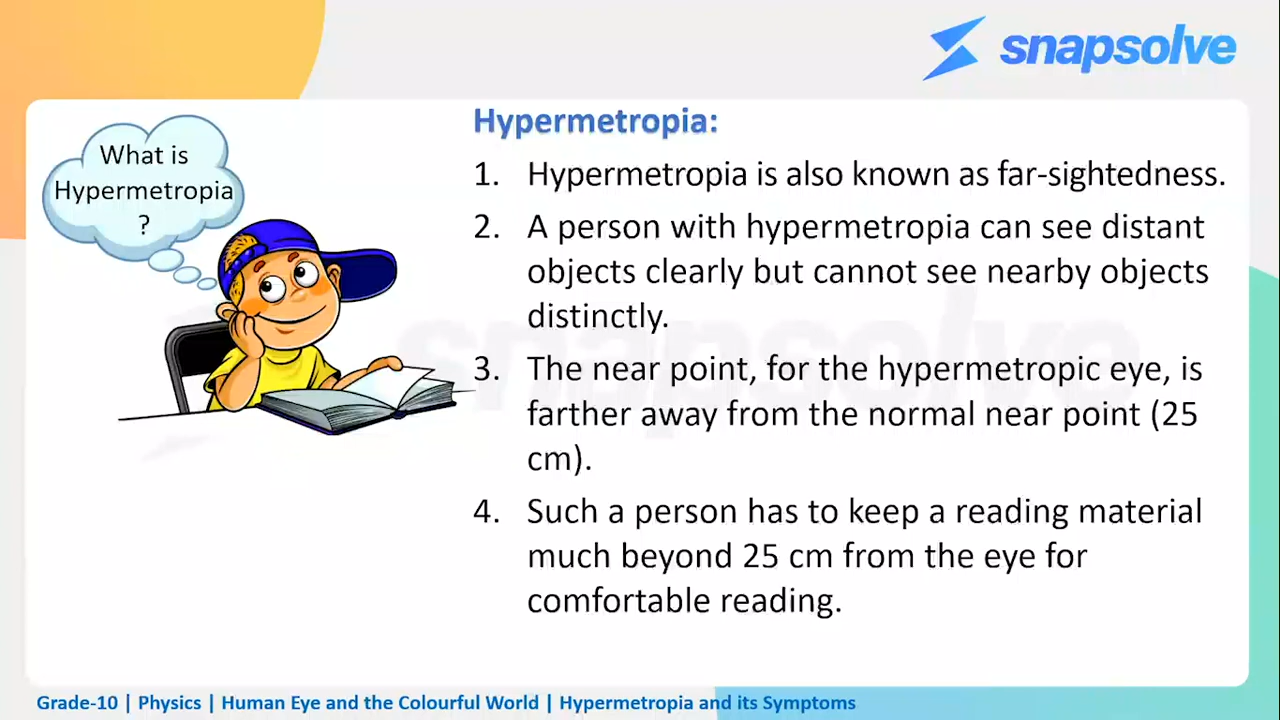 snapsolve
What is
Hypermetropia
?
Hypermetropia:
1. Hypermetropia is also known as far-sightedness.
2. A person with hypermetropia can see distant
objects clearly but cannot see nearby objects
distinctly.
3. The near point, for the hypermetropic eye, is
farther away from the normal near point (25
cm).
4. Such a person has to keep a reading material
much beyond 25 cm from the eye for
comfortable reading.
snapsolve
Grade-10 | Physics | Human Eye and the Colourful World | Hypermetropia and its Symptoms